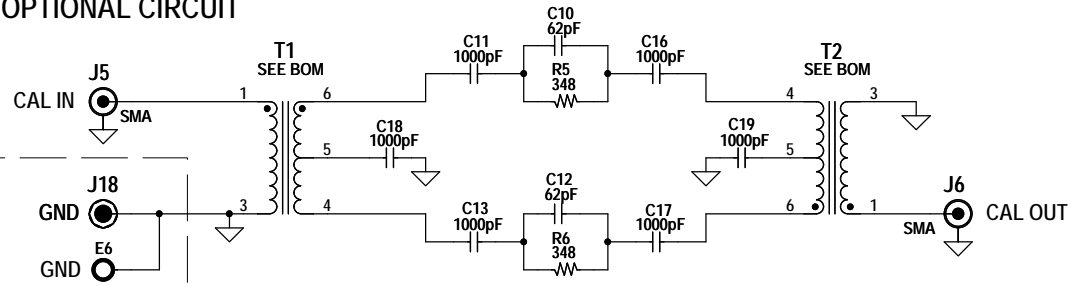 OPTIONAL CIRCUIT
C10
62pF
C11
1000pF
C16
1000pF
T1
SEE BOM
T2
SEE BOM
R5
348
J5
CAL IN
SMA
1
6
4
3
C18
1000pF
C19
1000pF
5
5
J18
GND
3
4
C12
62pF
C13
1000pF
C17
1000pF
6
1
J6
CAL OUT
SMA
R6
348
E6
GND